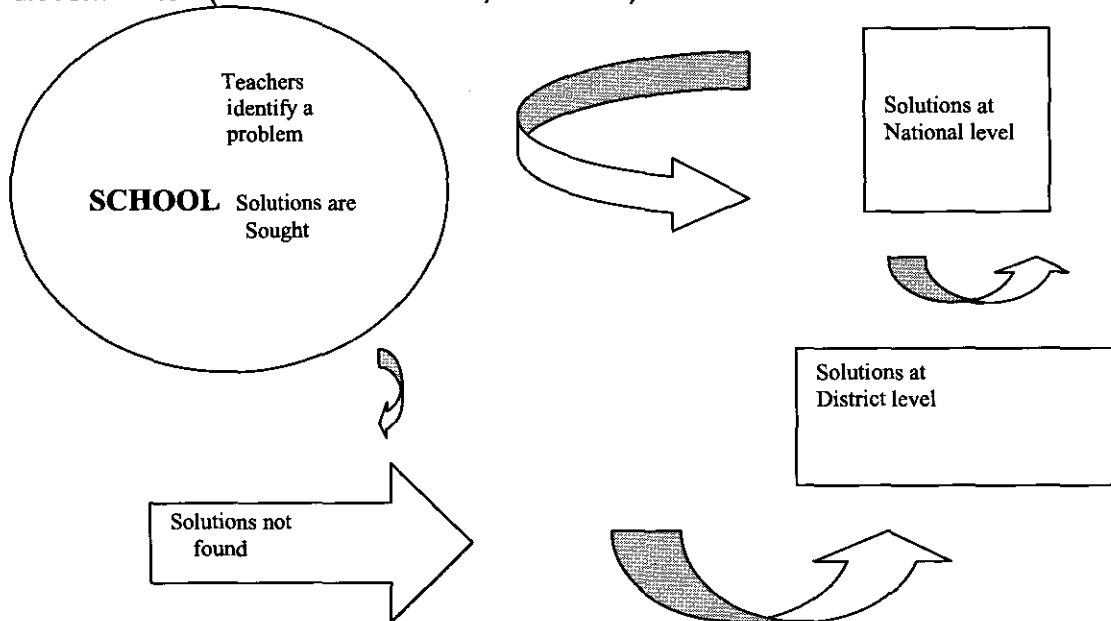 Teachers
identify a
problem
SCHOOL Solutions are
Sought
Solutions at
National level
Solutions at
District level
Solutions not
found